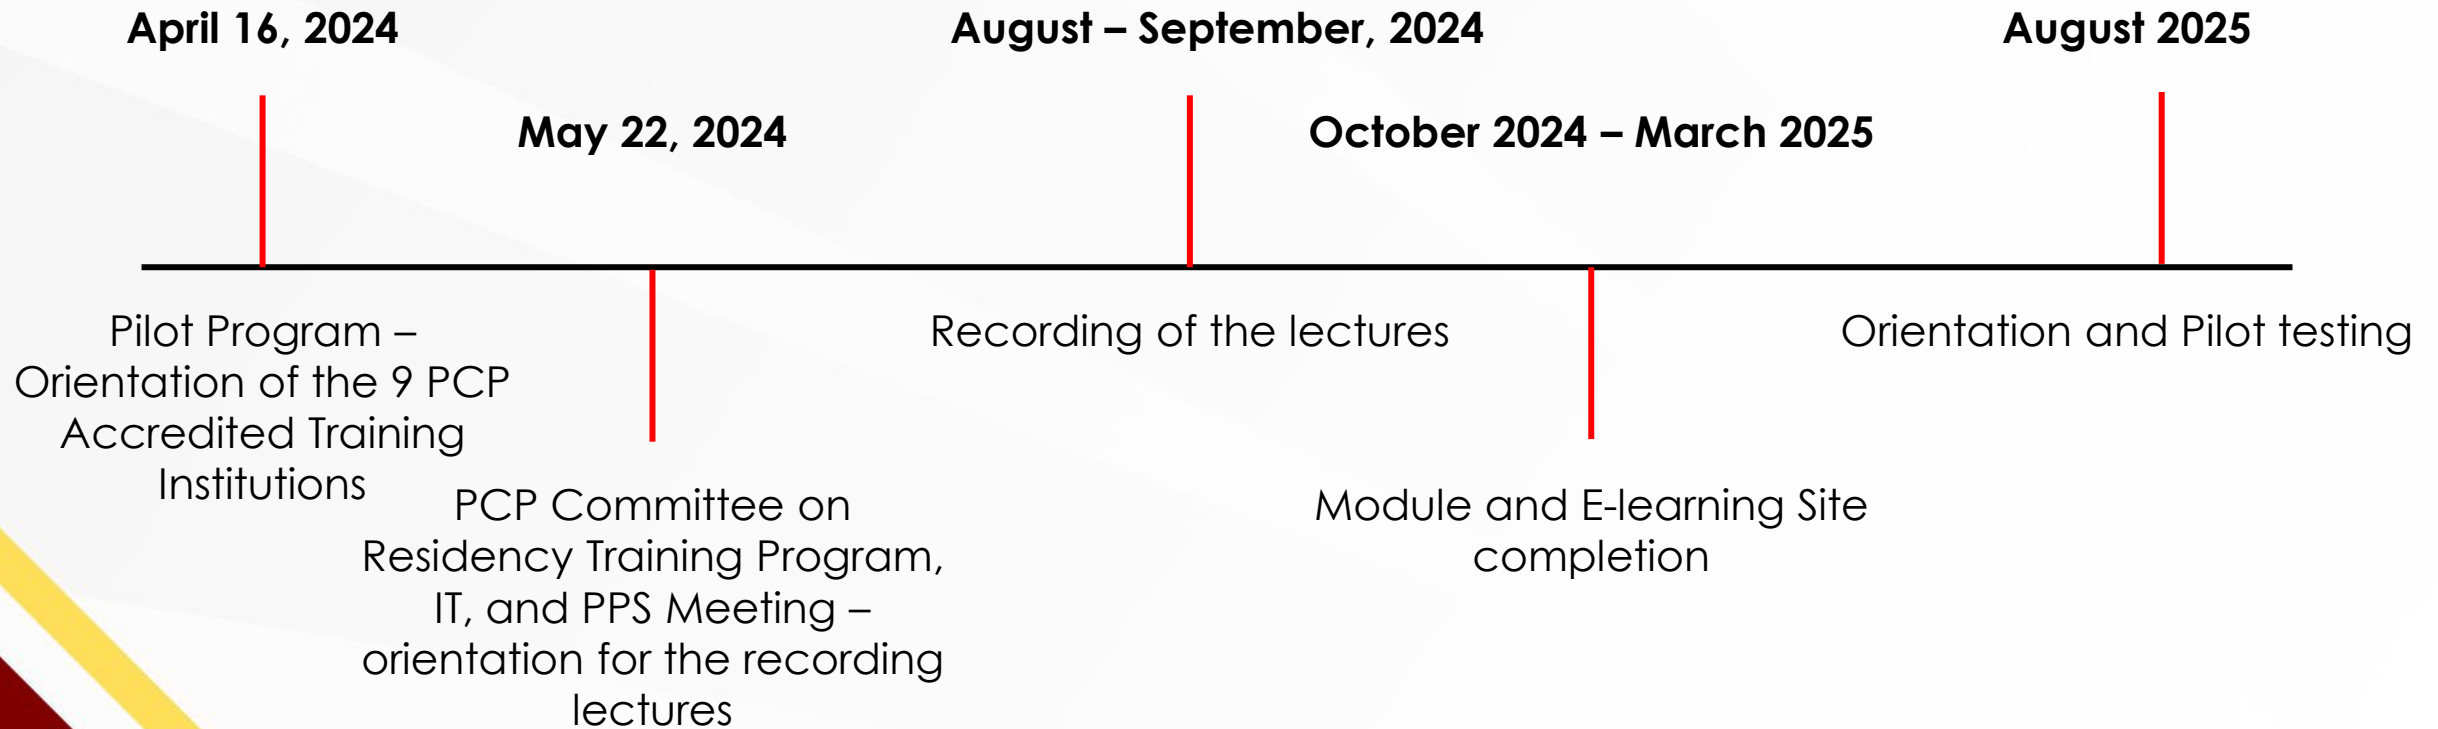 April 16, 2024
Pilot Program –
Orientation of the 9 PCP
Accredited Training
Institutions
May 22, 2024
PCP Committee on
Residency Training Program,
IT, and PPS Meeting –
orientation for the recording
lectures
August – September, 2024
Recording of the lectures
October 2024 – March 2025
Module and E-learning Site
completion
August 2025
Orientation and Pilot testing